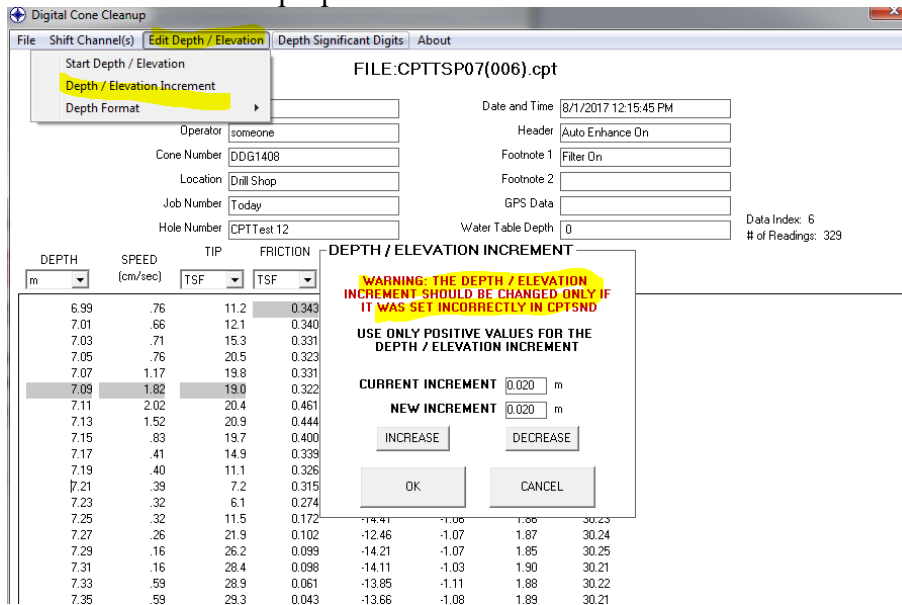 Digital Cone Cleanup
File Shift Channel(s) Edit Depth / Elevation Depth Significant Digits About
Start Depth / Elevation
Depth / Elevation Increment
Depth Format
FILE:CPTTSP07(006).cpt
Date and Time 8/1/2017 12:15:45 PM
Operator someone
Header Auto Enhance On
Cone Number DDG1408
Footnote 1 Filter On
Location Drill Shop
Footnote 2
Job Number Today
GPS Data
Hole Number CPTTest 12
Water Table Depth 0
Data Index: 6
# of Readings: 329
DEPTH SPEED TIP FRICTION
m (cm/sec) TSF TSF
DEPTH / ELEVATION INCREMENT
WARNING: THE DEPTH / ELEVATION
INCREMENT SHOULD BE CHANGED ONLY IF
IT WAS SET INCORRECTLY IN CPTSND
USE ONLY POSITIVE VALUES FOR THE
DEPTH / ELEVATION INCREMENT
CURRENT INCREMENT 0.020 m
NEW INCREMENT 0.020 m
INCREASE DECREASE
OK CANCEL
6.99 .76 11.2 0.343
7.01 .66 12.1 0.340
7.03 .71 15.3 0.331
7.05 .76 20.5 0.323
7.07 1.17 19.8 0.331
7.09 1.82 19.0 0.322
7.11 2.02 20.4 0.461
7.13 1.52 20.9 0.444
7.15 .83 19.7 0.400
7.17 .41 14.9 0.339
7.19 .40 11.1 0.326
7.21 .39 7.2 0.315
7.23 .32 6.1 0.274
7.25 .32 11.5 0.172 -14.41 -1.06 1.86 30.23
7.27 .26 21.9 0.102 -12.46 -1.07 1.87 30.24
7.29 .16 26.2 0.099 -14.21 -1.07 1.85 30.25
7.31 .16 28.4 0.098 -14.11 -1.03 1.90 30.21
7.33 .59 28.9 0.061 -13.85 -1.11 1.88 30.22
7.35 .59 29.3 0.043 -13.66 -1.08 1.89 30.21